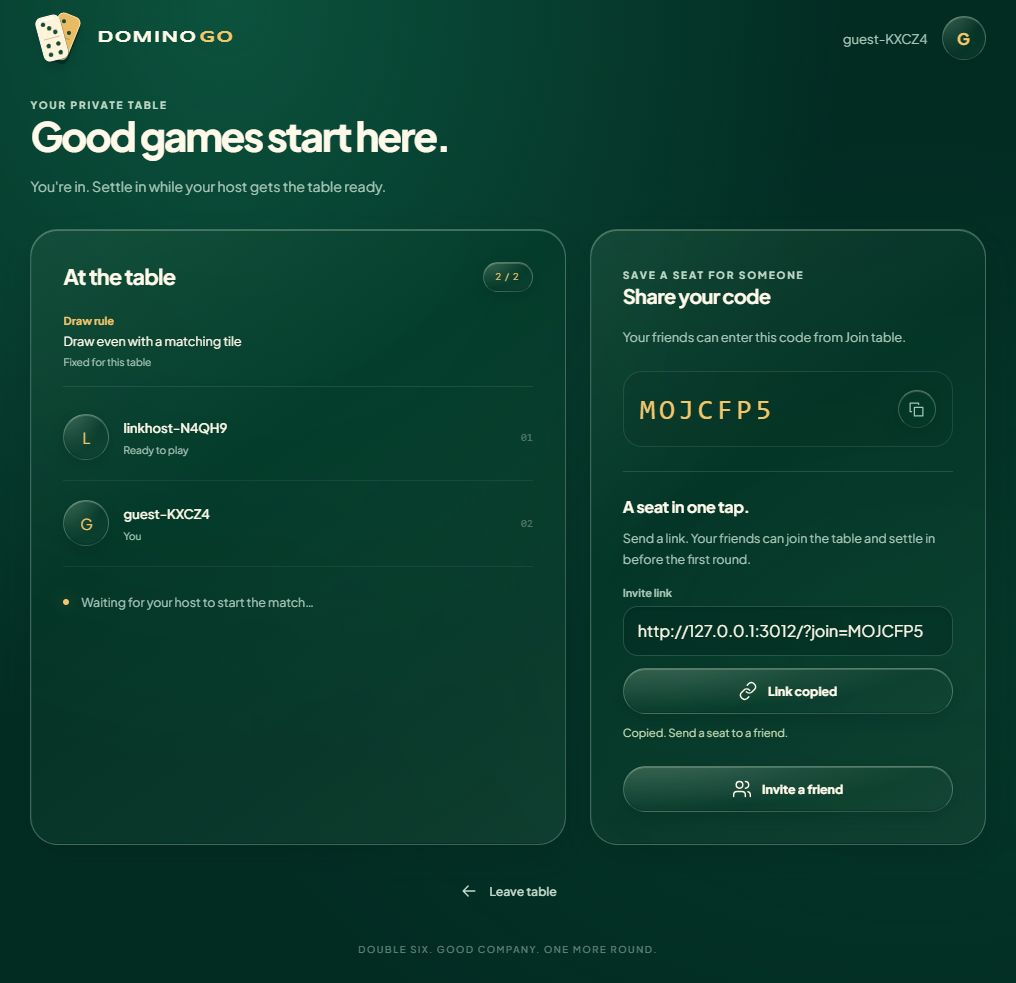 DOMINOGO
guest-KXCZ4
G
YOUR PRIVATE TABLE
Good games start here.
You're in. Settle in while your host gets the table ready.
At the table
2 / 2
Draw rule
Draw even with a matching tile
Fixed for this table
L
linkhost-N4QH9
Ready to play
01
G
guest-KXCZ4
You
02
Waiting for your host to start the match…
SAVE A SEAT FOR SOMEONE
Share your code
Your friends can enter this code from Join table.
MOJCFP5
A seat in one tap.
Send a link. Your friends can join the table and settle in
before the first round.
Invite link
http://127.0.0.1:3012/?join=MOJCFP5
Link copied
Copied. Send a seat to a friend.
Invite a friend
Leave table
DOUBLE SIX. GOOD COMPANY. ONE MORE ROUND.